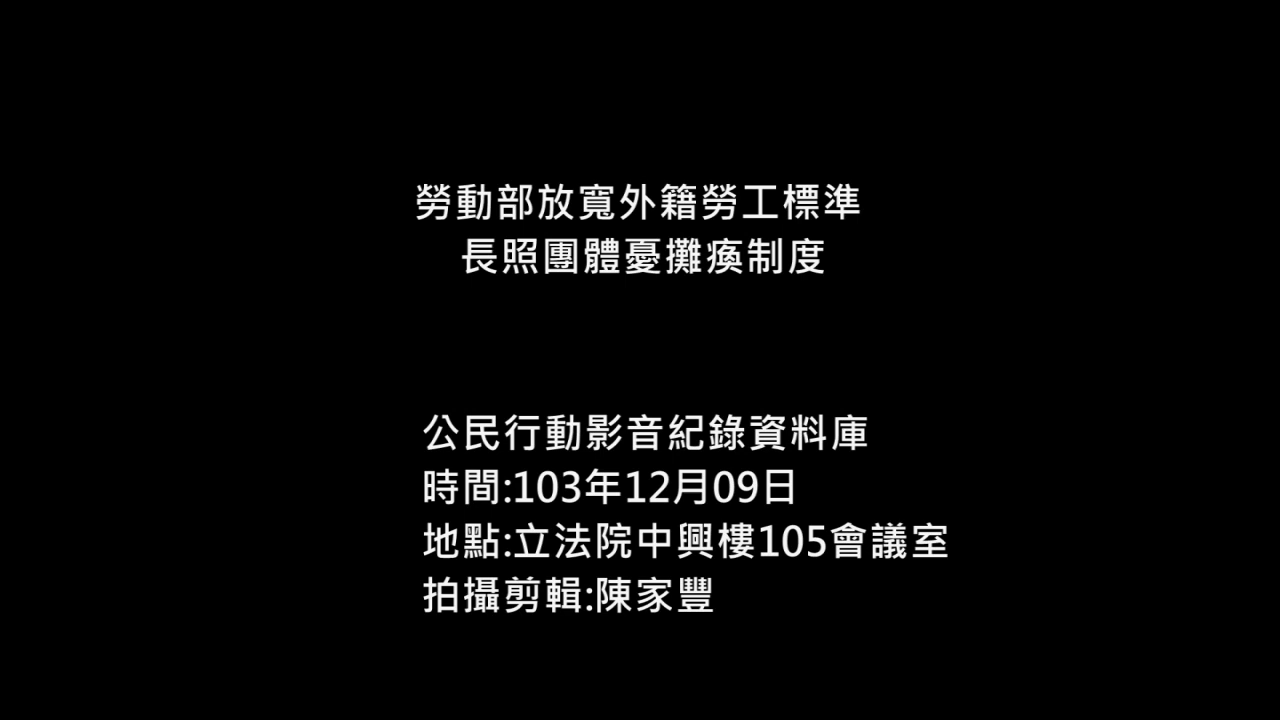 勞動部放寬外籍勞工標準
長照團體憂攤瘓制度
公民行動影音紀錄資料庫
時間:103年12月09日
地點:立法院中興樓105會議室
拍攝剪輯:陳家豐